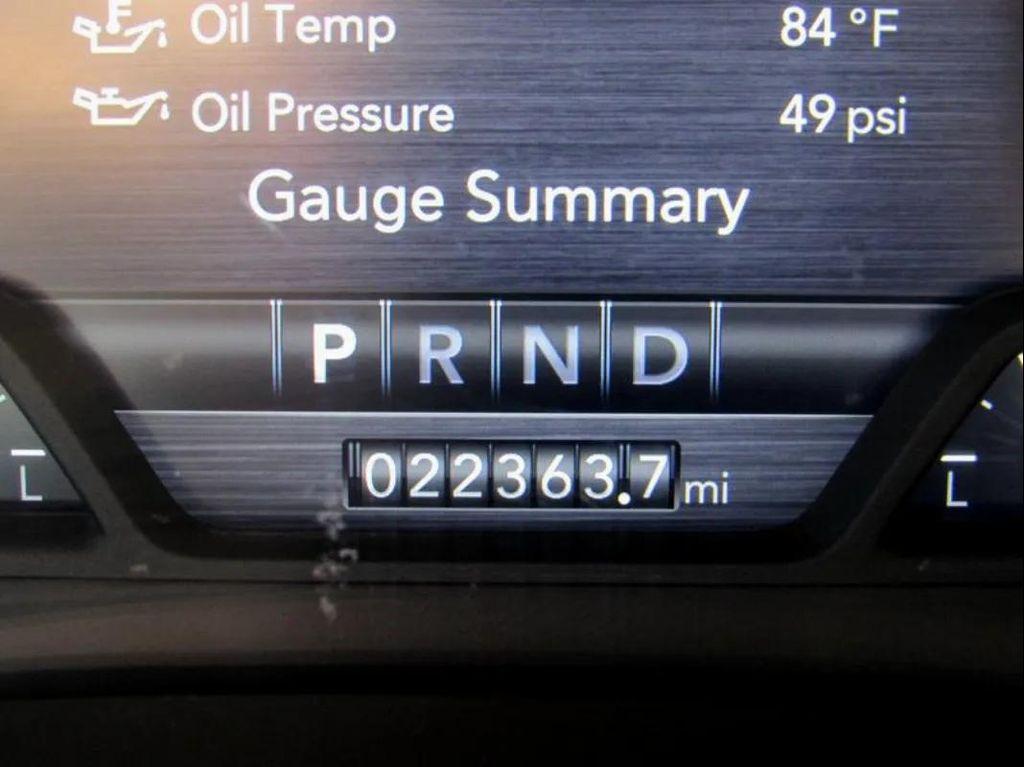 Oil Temp 84 °F
Oil Pressure 49 psi
Gauge Summary
P R N D
L 022363.7 mi L